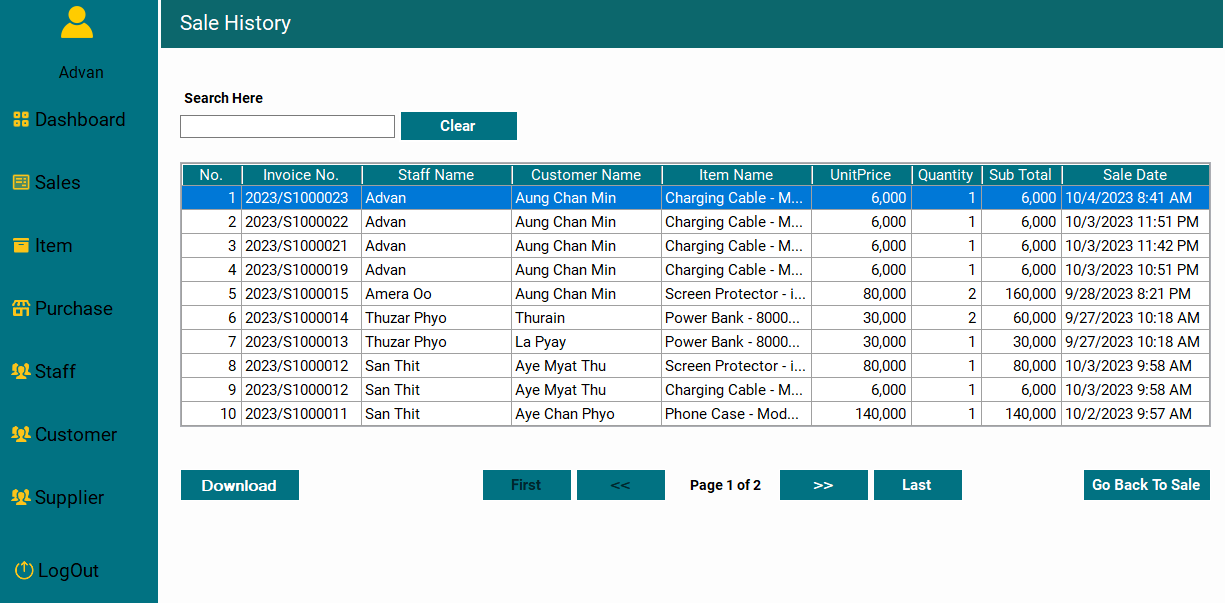 Advan
Dashboard
Sales
Item
Purchase
Staff
Customer
Supplier
LogOut
Sale History
Search Here
Clear
No. Invoice No. Staff Name Customer Name Item Name UnitPrice Quantity Sub Total Sale Date
1 2023/S1000023 Advan Aung Chan Min Charging Cable - M... 6,000 1 6,000 10/4/2023 8:41 AM
2 2023/S1000022 Advan Aung Chan Min Charging Cable - M... 6,000 1 6,000 10/3/2023 11:51 PM
3 2023/S1000021 Advan Aung Chan Min Charging Cable - M... 6,000 1 6,000 10/3/2023 11:42 PM
4 2023/S1000019 Advan Aung Chan Min Charging Cable - M... 6,000 1 6,000 10/3/2023 10:51 PM
5 2023/S1000015 Amera Oo Aung Chan Min Screen Protector - i... 80,000 2 160,000 9/28/2023 8:21 PM
6 2023/S1000014 Thuzar Phyo Thurain Power Bank - 8000... 30,000 2 60,000 9/27/2023 10:18 AM
7 2023/S1000013 Thuzar Phyo La Pyay Power Bank - 8000... 30,000 1 30,000 9/27/2023 10:18 AM
8 2023/S1000012 San Thit Aye Myat Thu Screen Protector - i... 80,000 1 80,000 10/3/2023 9:58 AM
9 2023/S1000012 San Thit Aye Myat Thu Charging Cable - M... 6,000 1 6,000 10/3/2023 9:58 AM
10 2023/S1000011 San Thit Aye Chan Phyo Phone Case - Mod... 140,000 1 140,000 10/2/2023 9:57 AM
Download First << Page 1 of 2 >> Last Go Back To Sale